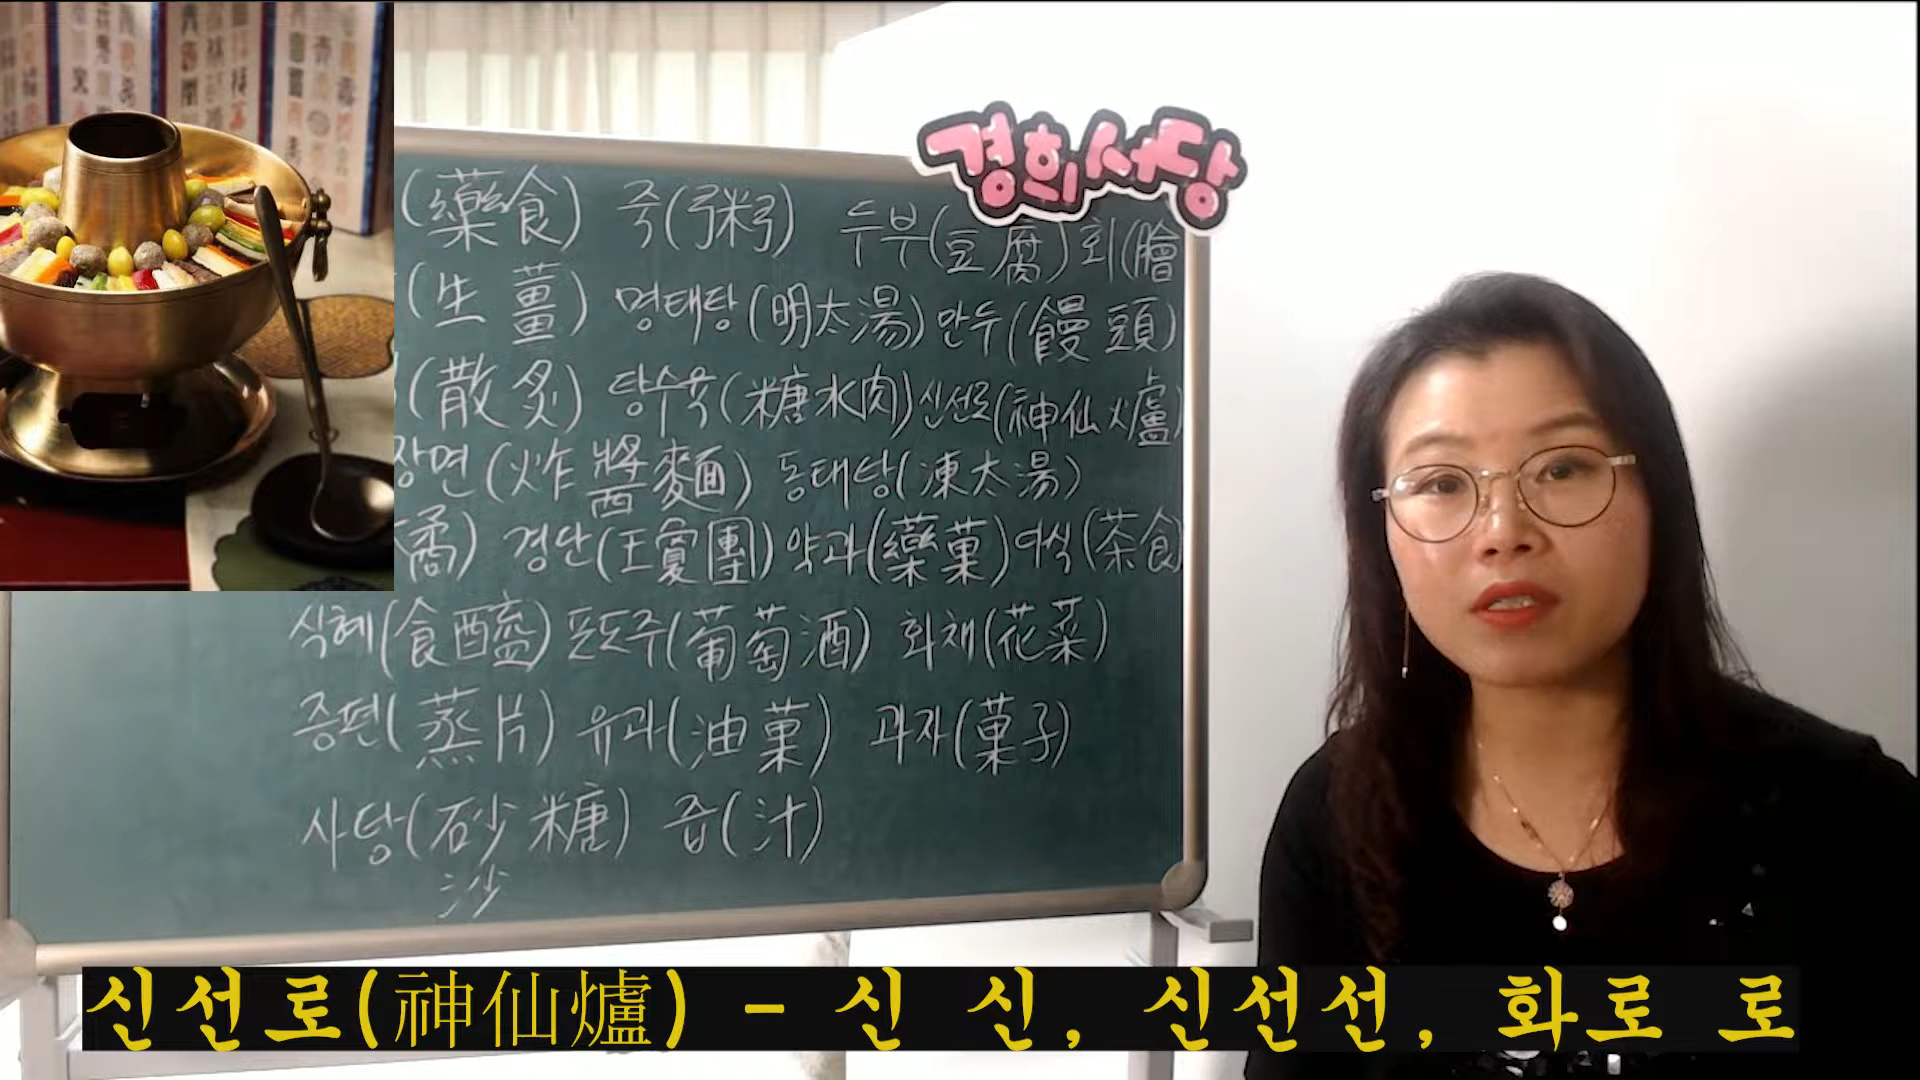 경희서당
(藥食) 죽(粥) 두부(豆腐) 회(膾
(生薑) 명태탕(明太湯) 만두(饅頭)
(散炙) 탕수육(糖水肉) 신선로(神仙爐)
장면(炸醬麵) 동태탕(凍太湯)
경단(瓊團) 약과(藥菓) 다식(茶食)
식혜(食醯) 포도주(葡萄酒) 화채(花菜)
증편(蒸片) 유과(油菓) 과자(菓子)
사탕(砂糖) 즙(汁)
沙
신선로(神仙爐) - 신 신, 신선선, 화로 로